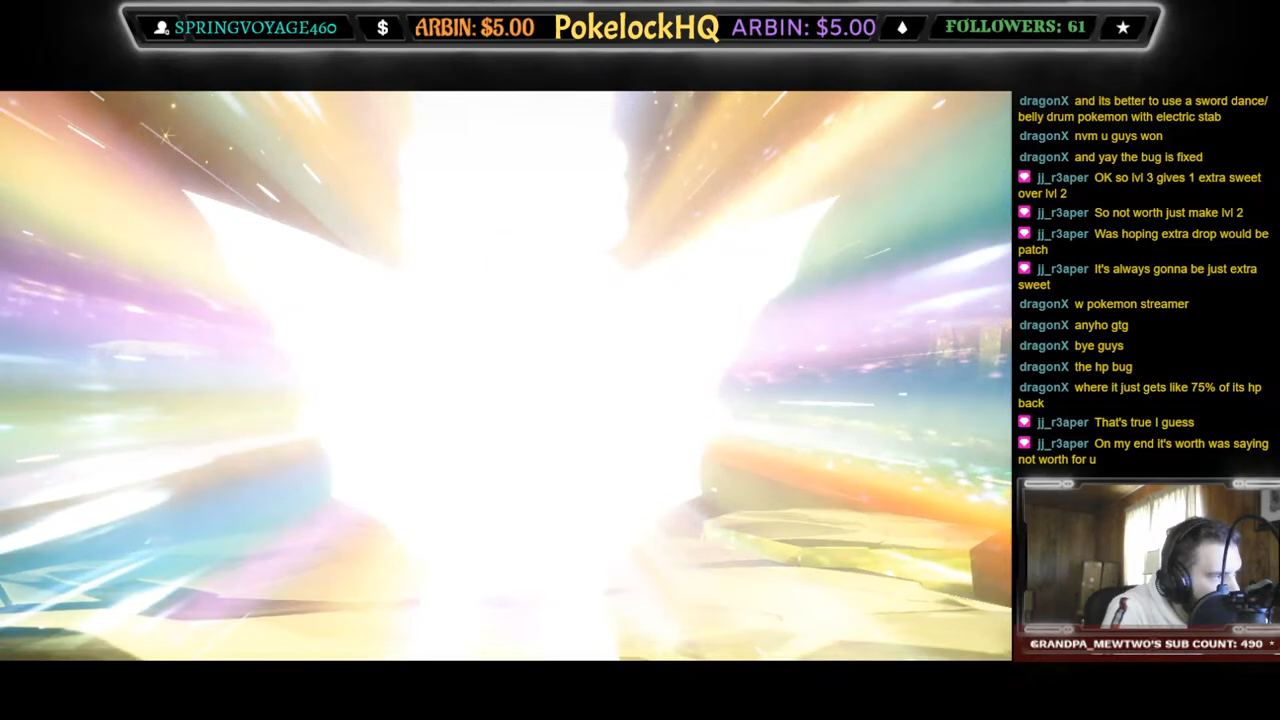 SPRINGVOYAGE460 $ ARBIN: $5.00 PokelockHQ ARBIN: $5.00 FOLLOWERS: 61
dragonX and its better to use a sword dance/
belly drum pokemon with electric stab
dragonX nvm u guys won
dragonX and yay the bug is fixed
jj_r3aper OK so lvl 3 gives 1 extra sweet
over lvl 2
jj_r3aper So not worth just make lvl 2
jj_r3aper Was hoping extra drop would be
patch
jj_r3aper It's always gonna be just extra
sweet
dragonX w pokemon streamer
dragonX anyho gtg
dragonX bye guys
dragonX the hp bug
dragonX where it just gets like 75% of its hp
back
jj_r3aper That's true I guess
jj_r3aper On my end it's worth was saying
not worth for u
GRANDPA_MEWTWO'S SUB COUNT: 490 *